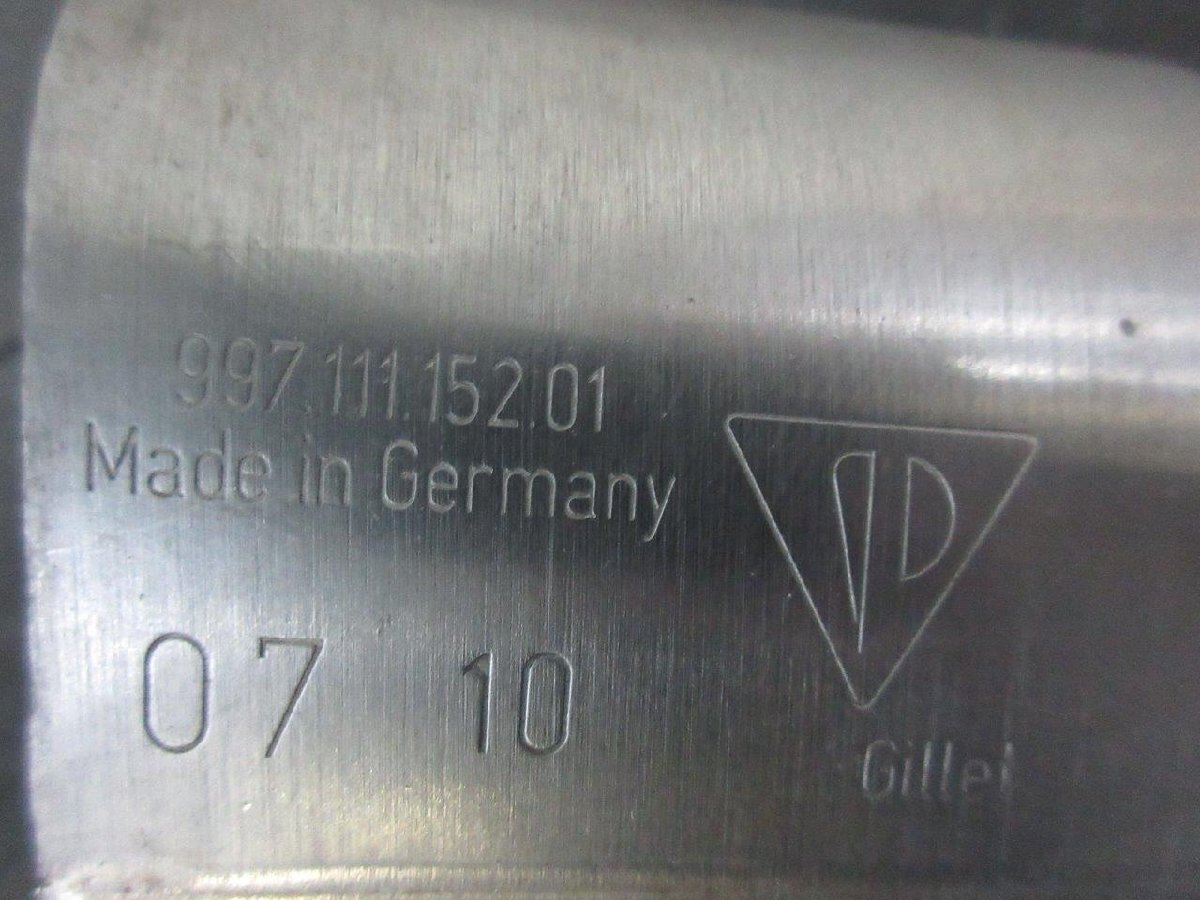 997.111.152.01
Made in Germany
07 10
Gillet